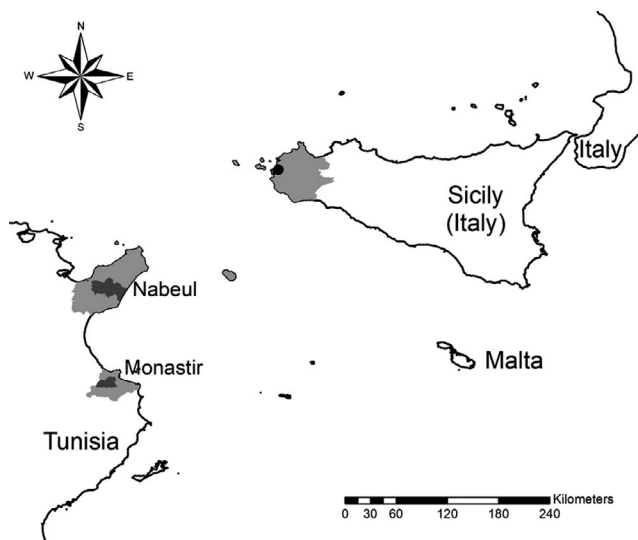 N
W E
S
Italy
Sicily
(Italy)
Nabeul
Malta
Monastir
Tunisia
Kilometers
0 30 60 120 180 240